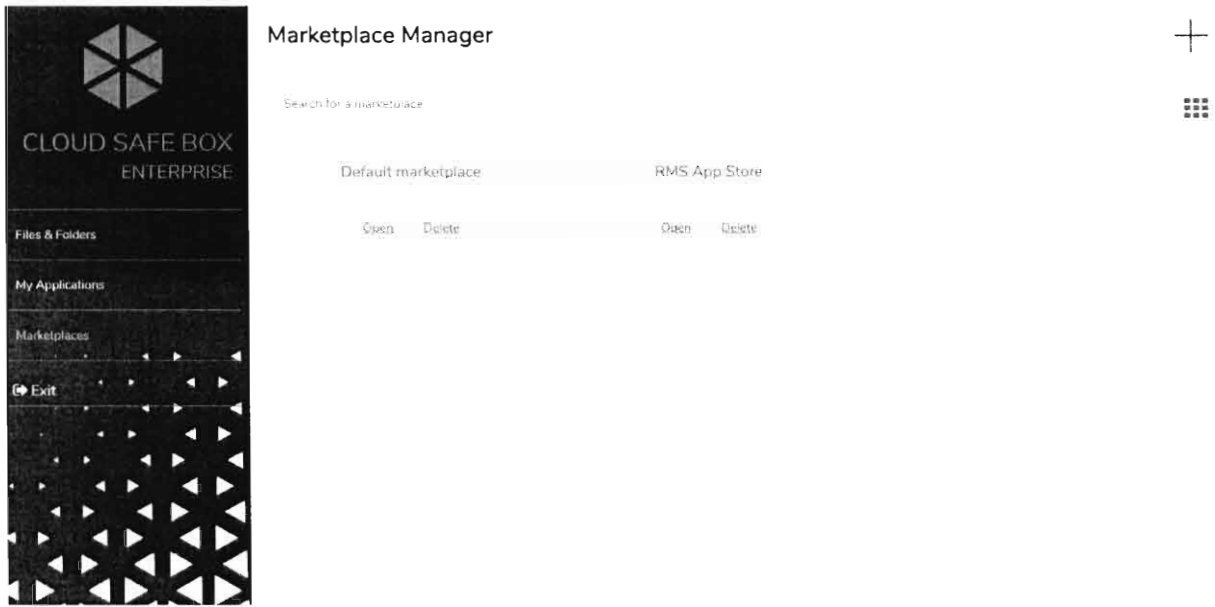 CLOUD SAFE BOX
ENTERPRISE
Files & Folders
My Applications
Marketplaces
Exit
Marketplace Manager
Search for a marketplace
Default marketplace
Open Delete
RMS App Store
Open Delete